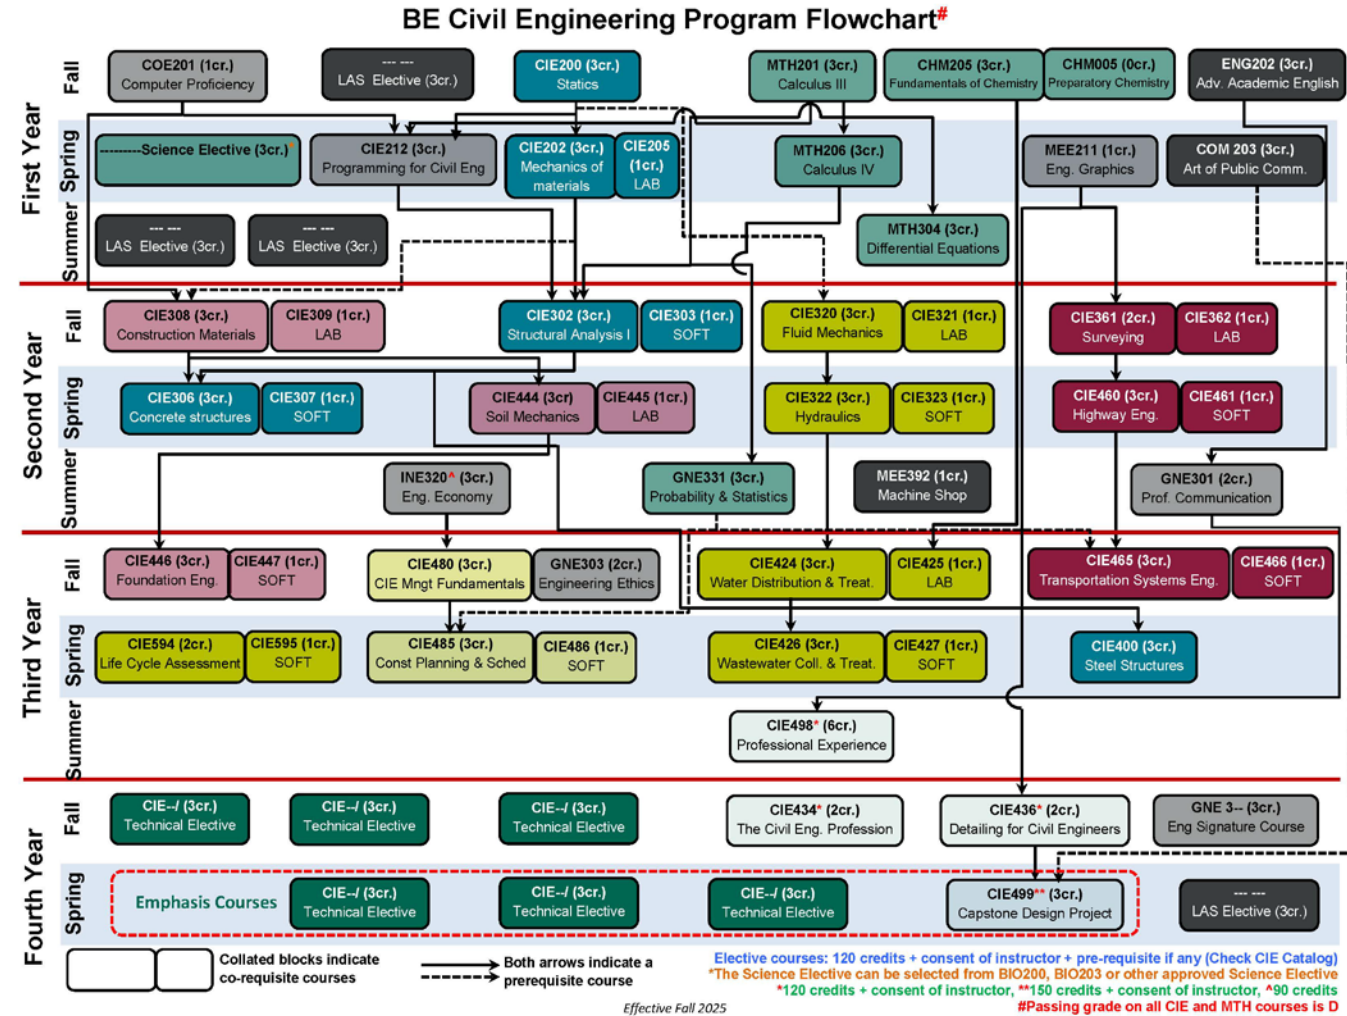 BE Civil Engineering Program Flowchart#
First Year
Fall
COE201 (1cr.)
Computer Proficiency
--- ---
LAS Elective (3cr.)
CIE200 (3cr.)
Statics
MTH201 (3cr.)
Calculus III
CHM205 (3cr.)
Fundamentals of Chemistry
CHM005 (0cr.)
Preparatory Chemistry
ENG202 (3cr.)
Adv. Academic English
Spring
---------Science Elective (3cr.)*
CIE212 (3cr.)
Programming for Civil Eng
CIE202 (3cr.)
Mechanics of
materials
CIE205
(1cr.)
LAB
MTH206 (3cr.)
Calculus IV
MEE211 (1cr.)
Eng. Graphics
COM 203 (3cr.)
Art of Public Comm.
Summer
--- ---
LAS Elective (3cr.)
--- ---
LAS Elective (3cr.)
MTH304 (3cr.)
Differential Equations
Second Year
Fall
CIE308 (3cr.)
Construction Materials
CIE309 (1cr.)
LAB
CIE302 (3cr.)
Structural Analysis I
CIE303 (1cr.)
SOFT
CIE320 (3cr.)
Fluid Mechanics
CIE321 (1cr.)
LAB
CIE361 (2cr.)
Surveying
CIE362 (1cr.)
LAB
Spring
CIE306 (3cr.)
Concrete structures
CIE307 (1cr.)
SOFT
CIE444 (3cr)
Soil Mechanics
CIE445 (1cr.)
LAB
CIE322 (3cr.)
Hydraulics
CIE323 (1cr.)
SOFT
CIE460 (3cr.)
Highway Eng.
CIE461 (1cr.)
SOFT
Summer
INE320^ (3cr.)
Eng. Economy
GNE331 (3cr.)
Probability & Statistics
MEE392 (1cr.)
Machine Shop
GNE301 (2cr.)
Prof. Communication
Third Year
Fall
CIE446 (3cr.)
Foundation Eng.
CIE447 (1cr.)
SOFT
CIE480 (3cr.)
CIE Mngt Fundamentals
GNE303 (2cr.)
Engineering Ethics
CIE424 (3cr.)
Water Distribution & Treat.
CIE425 (1cr.)
LAB
CIE465 (3cr.)
Transportation Systems Eng.
CIE466 (1cr.)
SOFT
Spring
CIE594 (2cr.)
Life Cycle Assessment
CIE595 (1cr.)
SOFT
CIE485 (3cr.)
Const Planning & Sched
CIE486 (1cr.)
SOFT
CIE426 (3cr.)
Wastewater Coll. & Treat.
CIE427 (1cr.)
SOFT
CIE400 (3cr.)
Steel Structures
Summer
CIE498* (6cr.)
Professional Experience
Fourth Year
Fall
CIE--/ (3cr.)
Technical Elective
CIE--/ (3cr.)
Technical Elective
CIE--/ (3cr.)
Technical Elective
CIE434* (2cr.)
The Civil Eng. Profession
CIE436* (2cr.)
Detailing for Civil Engineers
GNE 3-- (3cr.)
Eng Signature Course
Spring
Emphasis Courses
CIE--/ (3cr.)
Technical Elective
CIE--/ (3cr.)
Technical Elective
CIE--/ (3cr.)
Technical Elective
CIE499** (3cr.)
Capstone Design Project
--- ---
LAS Elective (3cr.)
Collated blocks indicate
co-requisite courses
Both arrows indicate a
prerequisite course
Effective Fall 2025
Elective courses: 120 credits + consent of instructor + pre-requisite if any (Check CIE Catalog)
*The Science Elective can be selected from BIO200, BIO203 or other approved Science Elective
*120 credits + consent of instructor, **150 credits + consent of instructor, ^90 credits
#Passing grade on all CIE and MTH courses is D